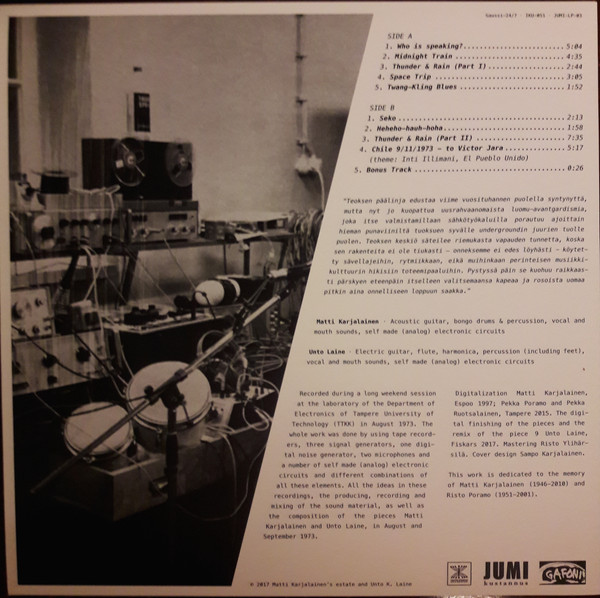 Gaussi-24/7 · IKU-051 · JUMI-LP-01
SIDE A
1. Who is speaking?........................5:04
2. Midnight Train..........................4:35
3. Thunder & Rain (Part I).................2:44
4. Space Trip..............................3:05
5. Twang-Kling Blues.......................1:52
SIDE B
1. Seko....................................2:13
2. Heheho-hauh-hoha........................1:58
3. Thunder & Rain (Part II)................7:35
4. Chile 9/11/1973 – to Victor Jara........5:17
(theme: Inti Illimani, El Pueblo Unido)
5. Bonus Track.............................0:26
"Teoksen päälinja edustaa viime vuosituhannen puolella syntynyttä,
mutta nyt jo kuopattua uusrahvaanomaista luomu-avantgardismia,
joka itse valmistamillaan sähkötyökaluilla porautuu ajoittain
hieman punaviiniltä tuoksuen syvälle undergroundin juurien tuolle
puolen. Teoksen keskiö säteilee riemukasta vapauden tunnetta, koska
sen rakenteita ei ole tiukasti – onneksemme ei edes löyhästi – köytet-
ty sävellajeihin, rytmiikkaan, eikä muihinkaan perinteisen musiikki-
kulttuurin hikisiin toteemipaaluihin. Pystyssä päin se kuohuu raikkaas-
ti pärskyen eteenpäin itselleen valitsemaansa kapeaa ja rosoista uomaa
pitkin aina onnelliseen loppuun saakka."
Matti Karjalainen · Acoustic guitar, bongo drums & percussion, vocal and
mouth sounds, self made (analog) electronic circuits
Unto Laine · Electric guitar, flute, harmonica, percussion (including feet),
vocal and mouth sounds, self made (analog) electronic circuits
Recorded during a long weekend session
at the laboratory of the Department of
Electronics of Tampere University of
Technology (TTKK) in August 1973. The
whole work was done by using tape record-
ers, three signal generators, one digi-
tal noise generator, two microphones and
a number of self made (analog) electronic
circuits and different combinations of
all these elements. All the ideas in these
recordings, the producing, recording and
mixing of the sound material, as well as
the composition of the pieces Matti
Karjalainen and Unto Laine, in August and
September 1973.
Digitalization Matti Karjalainen,
Espoo 1997; Pekka Poramo and Pekka
Ruotsalainen, Tampere 2015. The digi-
tal finishing of the pieces and the
remix of the piece 9 Unto Laine,
Fiskars 2017. Mastering Risto Ylihär-
silä. Cover design Sampo Karjalainen.
This work is dedicated to the memory
of Matti Karjalainen (1946–2010) and
Risto Poramo (1951–2001).
© 2017 Matti Karjalainen's estate and Unto K. Laine
JUMI
kustannus
GAFONI